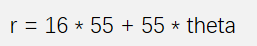 r = 16 * 55 + 55 * theta